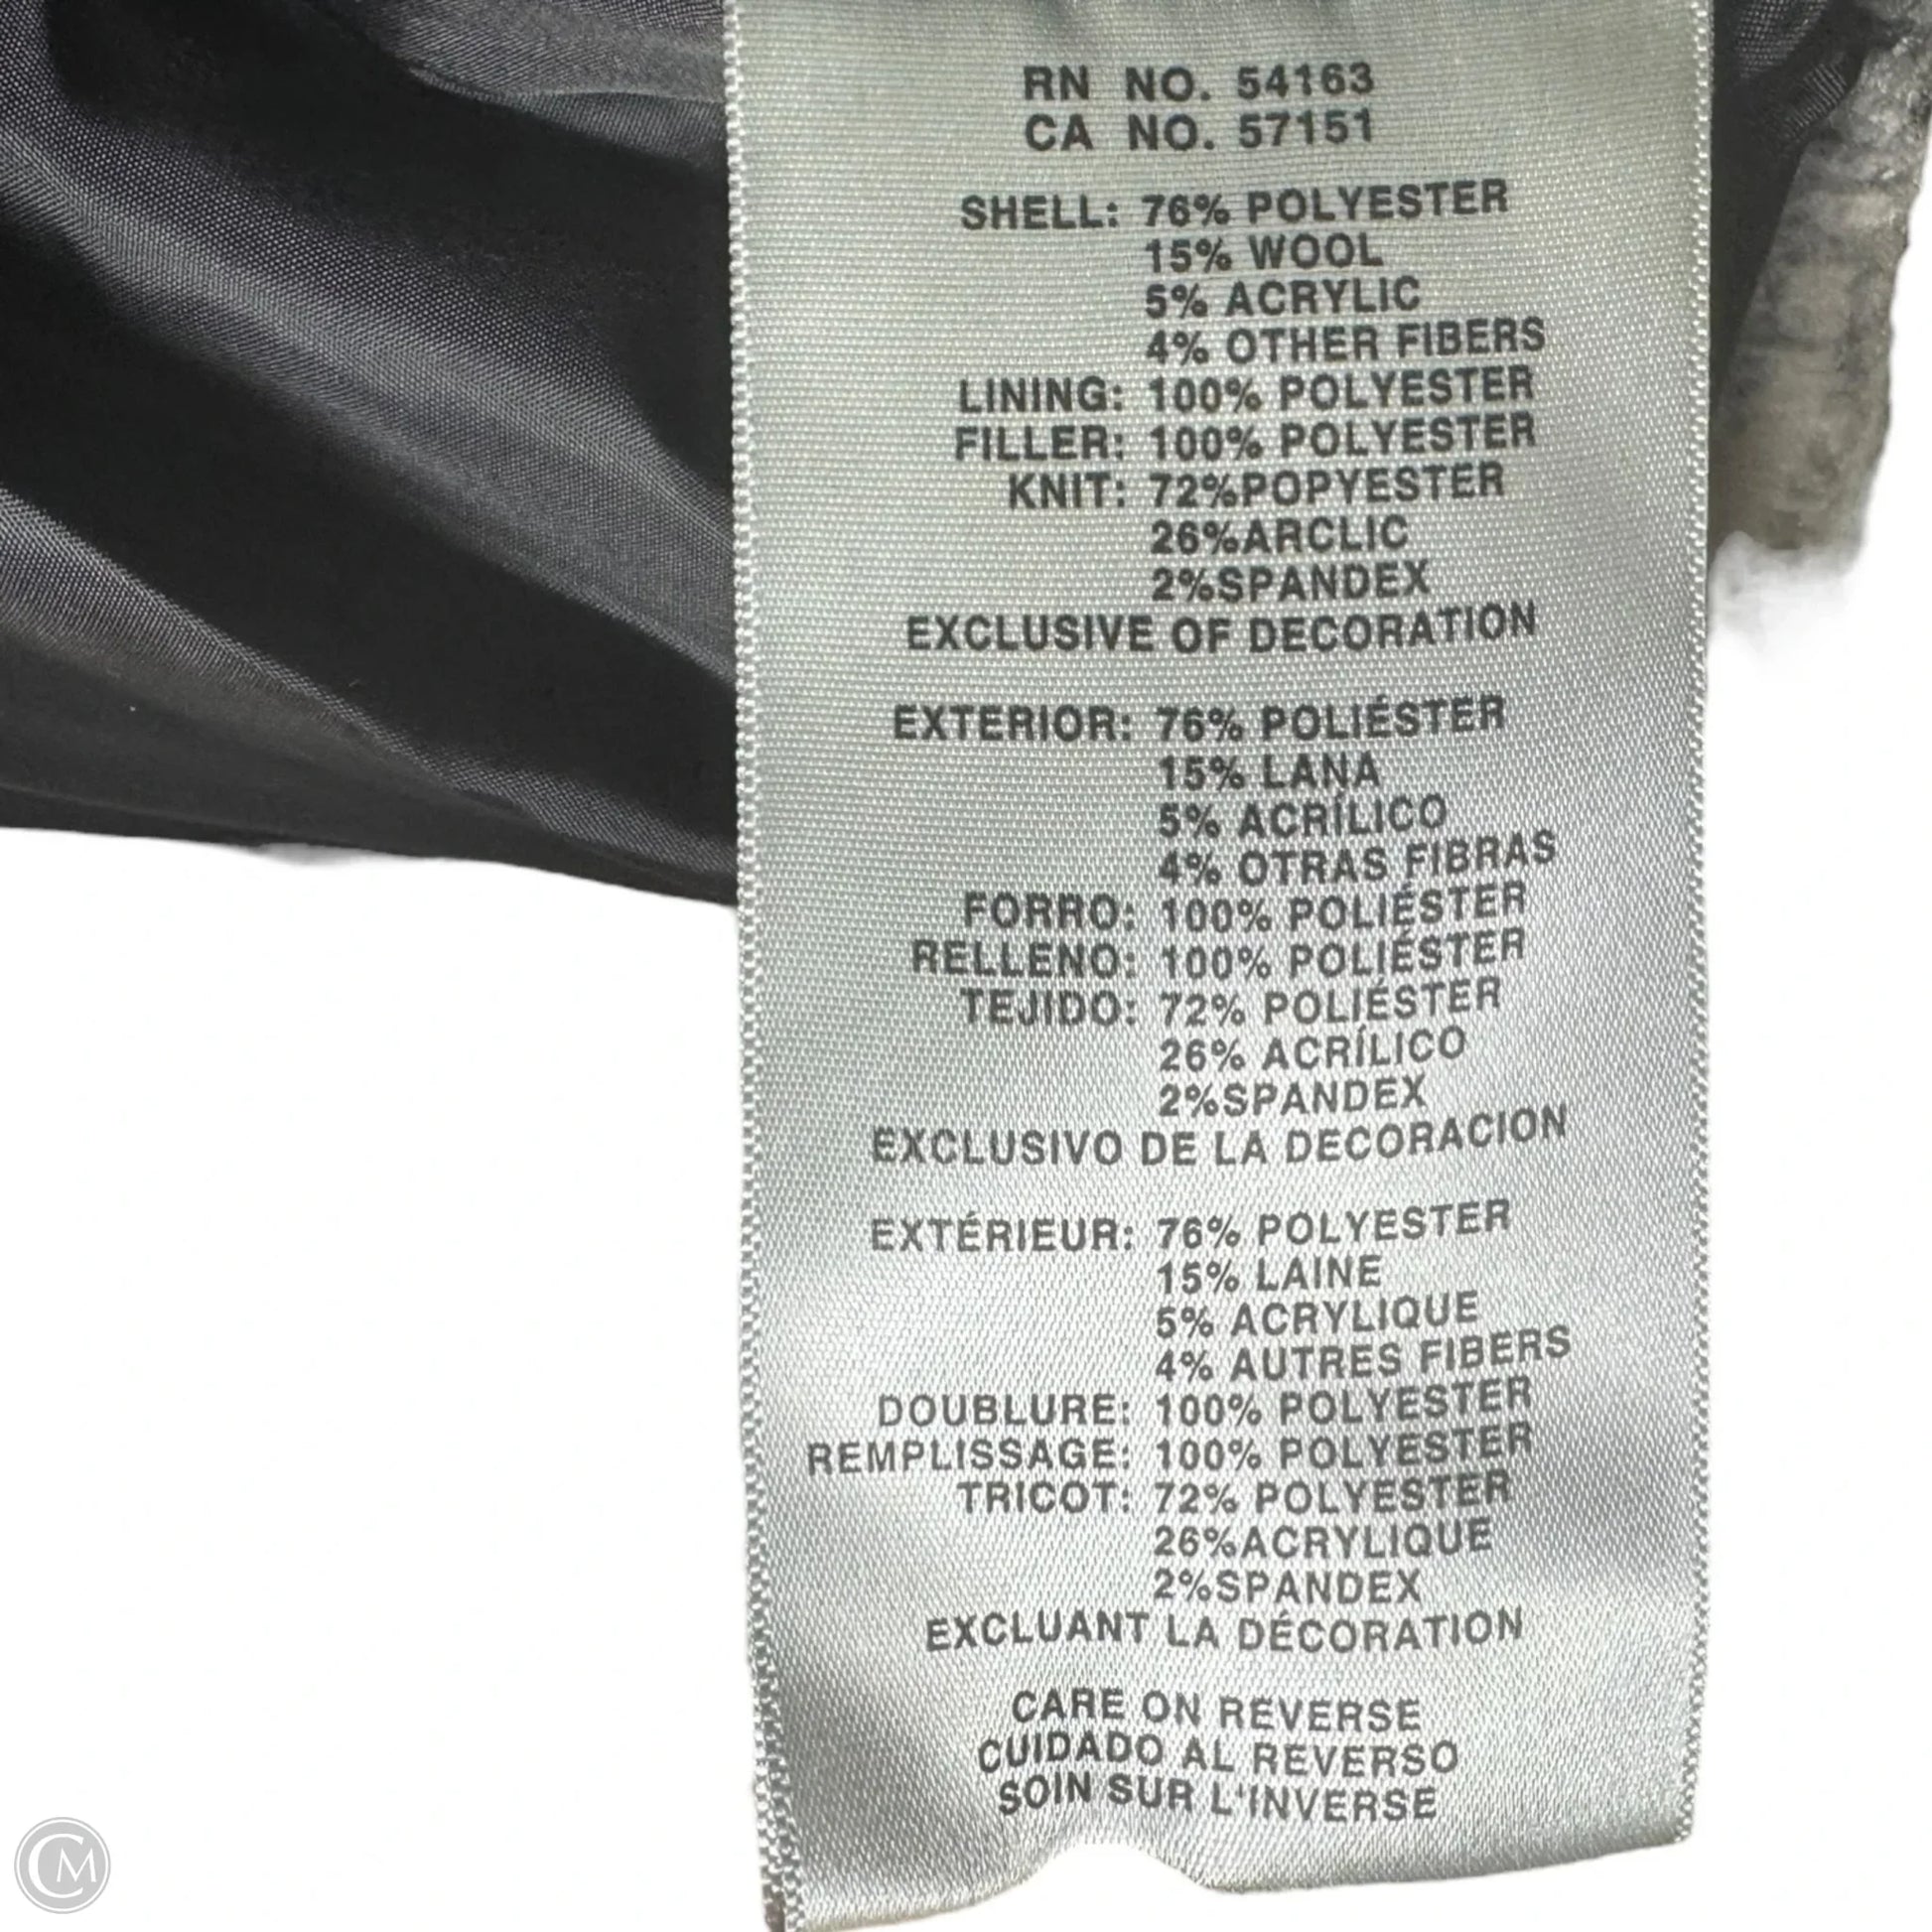 RN NO. 54163
CA NO. 57151
SHELL: 76% POLYESTER
15% WOOL
5% ACRYLIC
4% OTHER FIBERS
LINING: 100% POLYESTER
FILLER: 100% POLYESTER
KNIT: 72%POPYESTER
26%ARCLIC
2%SPANDEX
EXCLUSIVE OF DECORATION
EXTERIOR: 76% POLIÉSTER
15% LANA
5% ACRÍLICO
4% OTRAS FIBRAS
FORRO: 100% POLIÉSTER
RELLENO: 100% POLIÉSTER
TEJIDO: 72% POLIÉSTER
26% ACRÍLICO
2%SPANDEX
EXCLUSIVO DE LA DECORACION
EXTÉRIEUR: 76% POLYESTER
15% LAINE
5% ACRYLIQUE
4% AUTRES FIBERS
DOUBLURE: 100% POLYESTER
REMPLISSAGE: 100% POLYESTER
TRICOT: 72% POLYESTER
26%ACRYLIQUE
2%SPANDEX
EXCLUANT LA DÉCORATION
CARE ON REVERSE
CUIDADO AL REVERSO
SOIN SUR L'INVERSE
CM